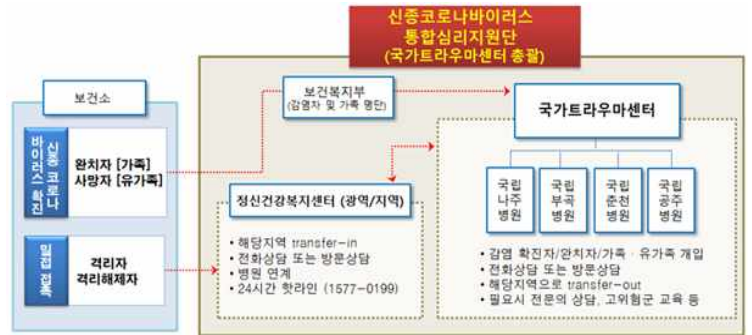 신종코로나바이러스
통합심리지원단
(국가트라우마센터 총괄)
보건소
신종 코로나
바이러스 확진
완치자 [가족]
사망자 [유가족]
밀접 접촉
격리자
격리해제자
보건복지부
(감염자 및 가족 명단)
정신건강복지센터 (광역/지역)
• 해당지역 transfer-in
• 전화상담 또는 방문상담
• 병원 연계
• 24시간 핫라인 (1577-0199)
국가트라우마센터
국립
나주
병원
국립
부곡
병원
국립
춘천
병원
국립
공주
병원
• 감염 확진자/완치자/가족 · 유가족 개입
• 전화상담 또는 방문상담
• 해당지역으로 transfer-out
• 필요시 전문의 상담, 고위험군 교육 등